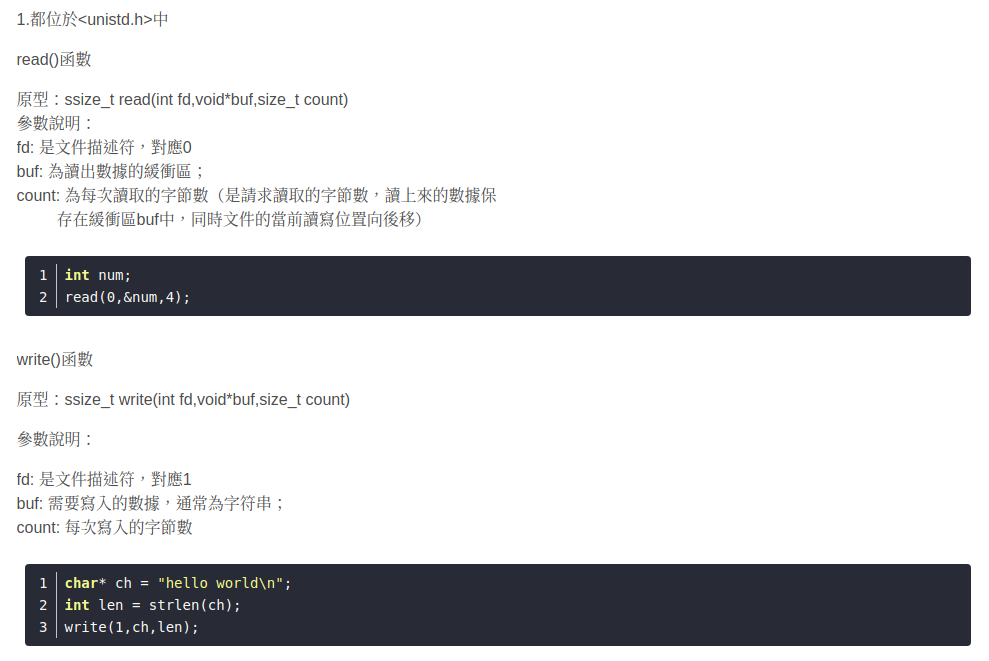 1.都位於<unistd.h>中
read()函數
原型：ssize_t read(int fd,void*buf,size_t count)
參數說明：
fd: 是文件描述符，對應0
buf: 為讀出數據的緩衝區；
count: 為每次讀取的字節數（是請求讀取的字節數，讀上來的數據保
存在緩衝區buf中，同時文件的當前讀寫位置向後移）
1 int num;
2 read(0,&num,4);
write()函數
原型：ssize_t write(int fd,void*buf,size_t count)
參數說明：
fd: 是文件描述符，對應1
buf: 需要寫入的數據，通常為字符串；
count: 每次寫入的字節數
1 char* ch = "hello world\n";
2 int len = strlen(ch);
3 write(1,ch,len);